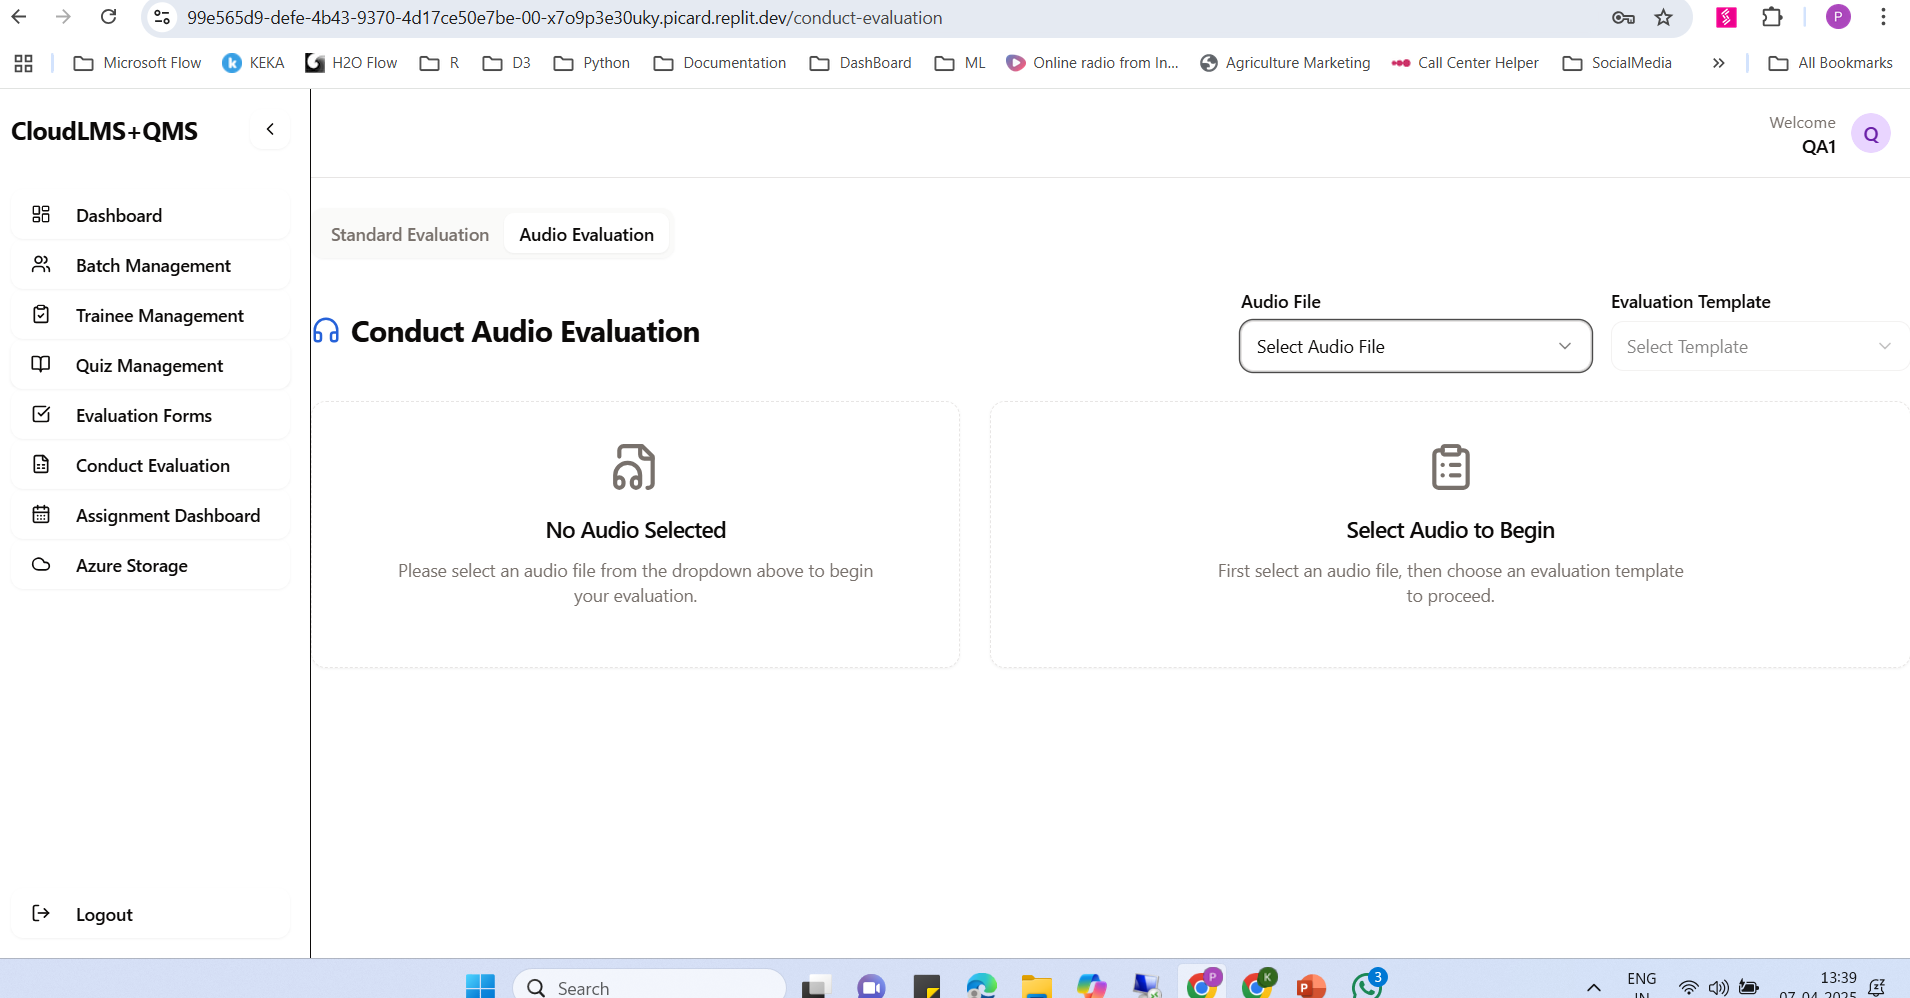 99e565d9-defe-4b43-9370-4d17ce50e7be-00-x7o9p3e30uky.picard.replit.dev/conduct-evaluation
P
Microsoft Flow
KEKA
H2O Flow
R
D3
Python
Documentation
DashBoard
ML
Online radio from In...
Agriculture Marketing
Call Center Helper
SocialMedia
All Bookmarks
CloudLMS+QMS
Welcome
QA1
Q
Dashboard
Batch Management
Trainee Management
Quiz Management
Evaluation Forms
Conduct Evaluation
Assignment Dashboard
Azure Storage
Logout
Standard Evaluation
Audio Evaluation
Conduct Audio Evaluation
Audio File
Select Audio File
Evaluation Template
Select Template
No Audio Selected
Please select an audio file from the dropdown above to begin
your evaluation.
Select Audio to Begin
First select an audio file, then choose an evaluation template
to proceed.
Search
P
K
P
3
ENG
IN
13:39
07-04-2025